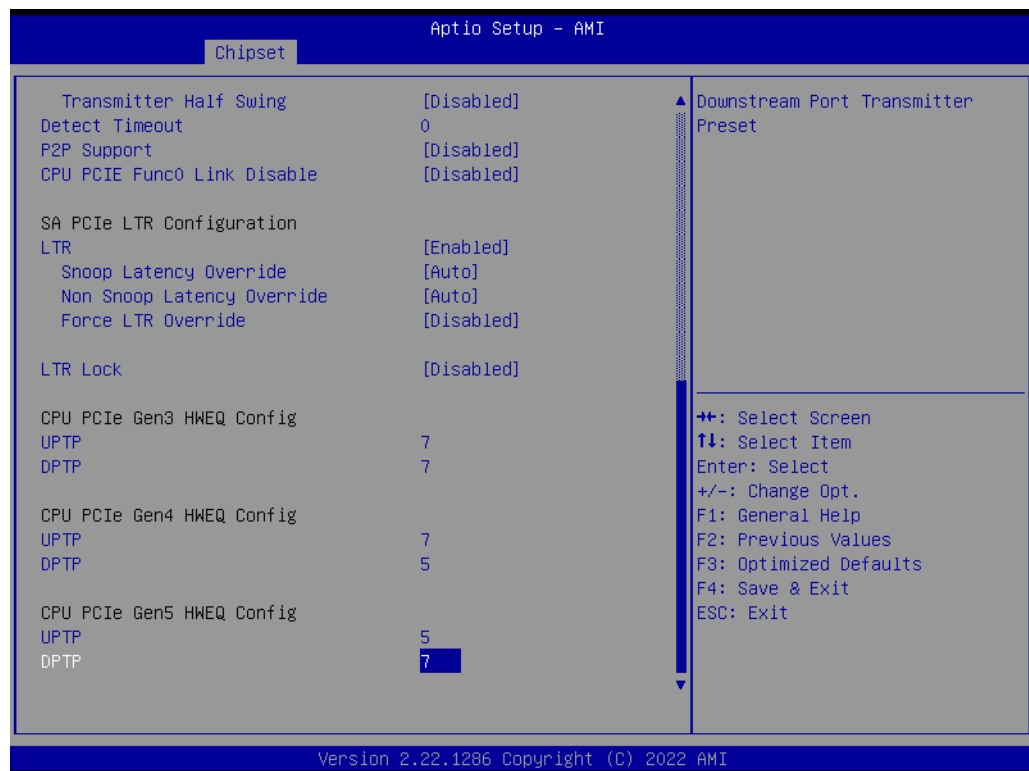 Aptio Setup – AMI
Chipset
Transmitter Half Swing [Disabled]
Detect Timeout 0
P2P Support [Disabled]
CPU PCIE Func0 Link Disable [Disabled]
SA PCIe LTR Configuration
LTR [Enabled]
Snoop Latency Override [Auto]
Non Snoop Latency Override [Auto]
Force LTR Override [Disabled]
LTR Lock [Disabled]
CPU PCIe Gen3 HWEQ Config
UPTP 7
DPTP 7
CPU PCIe Gen4 HWEQ Config
UPTP 7
DPTP 5
CPU PCIe Gen5 HWEQ Config
UPTP 5
DPTP 7
Downstream Port Transmitter
Preset
→←: Select Screen
↑↓: Select Item
Enter: Select
+/-: Change Opt.
F1: General Help
F2: Previous Values
F3: Optimized Defaults
F4: Save & Exit
ESC: Exit
Version 2.22.1286 Copyright (C) 2022 AMI